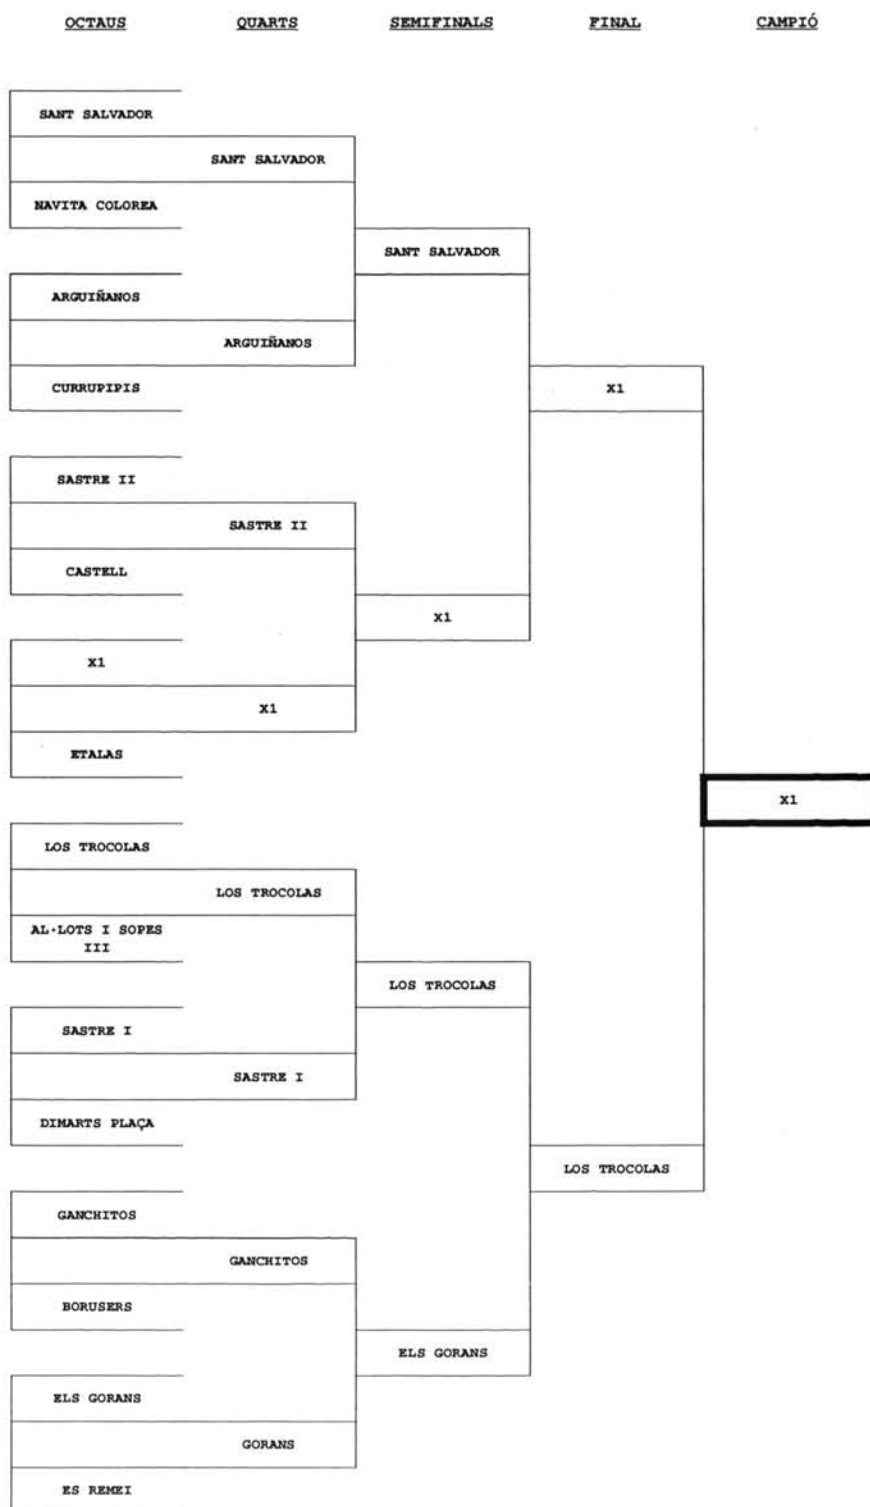 OCTAUS QUARTS SEMIFINALS FINAL CAMPIÓ
SANT SALVADOR
SANT SALVADOR
NAVITA COLOREA
SANT SALVADOR
ARGUIÑANOS
ARGUIÑANOS
CURRUPIPIS
X1
SASTRE II
SASTRE II
CASTELL
X1
X1
X1
ETALAS
X1
LOS TROCOLAS
LOS TROCOLAS
AL·LOTS I SOPES
III
LOS TROCOLAS
SASTRE I
SASTRE I
DIMARTS PLAÇA
LOS TROCOLAS
GANCHITOS
GANCHITOS
BORUSERS
ELS GORANS
ELS GORANS
GORANS
ES REMEI